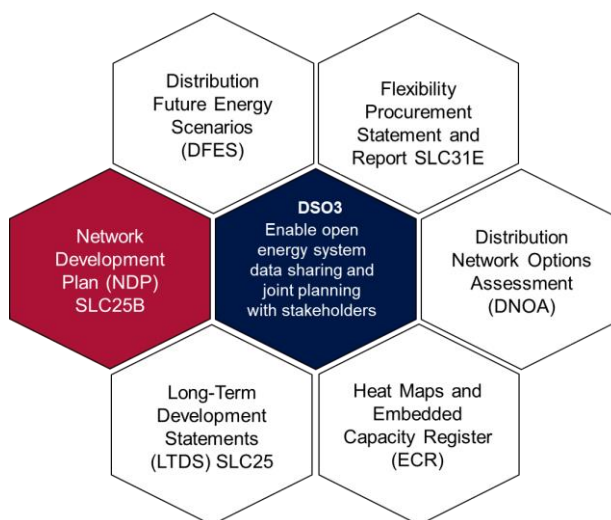 Distribution
Future Energy
Scenarios
(DFES)
Flexibility
Procurement
Statement and
Report SLC31E
Network
Development
Plan (NDP)
SLC25B
DSO3
Enable open
energy system
data sharing and
joint planning
with stakeholders
Distribution
Network Options
Assessment
(DNOA)
Long-Term
Development
Statements
(LTDS) SLC25
Heat Maps and
Embedded
Capacity Register
(ECR)